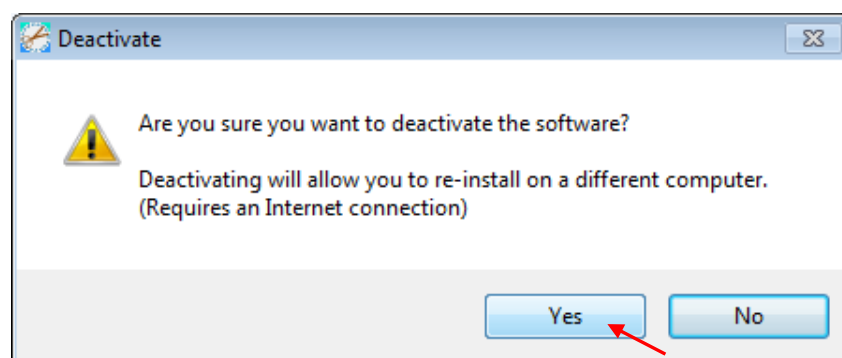 Deactivate
Are you sure you want to deactivate the software?
Deactivating will allow you to re-install on a different computer.
(Requires an Internet connection)
Yes
No